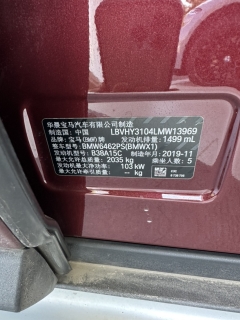 华晨宝马汽车有限公司制造
制造国: 中国 LBVHY3104LMW13969
品牌: 宝马(BMW)牌 发动机排量: 1499 mL
整车型号: BMW6462PS(BMWX1)
发动机型号: B38A15C 制造年月: 2019-11
最大允许总质量: 2035 kg 乘坐人数: 5
发动机最大净功率: 103 kW
最大允许 — kg